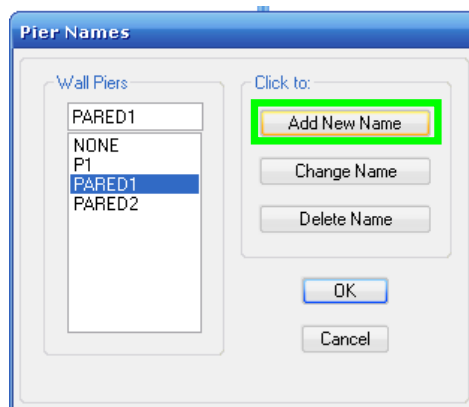 Pier Names
Wall Piers
PARED1
NONE
P1
PARED1
PARED2
Click to:
Add New Name
Change Name
Delete Name
OK
Cancel